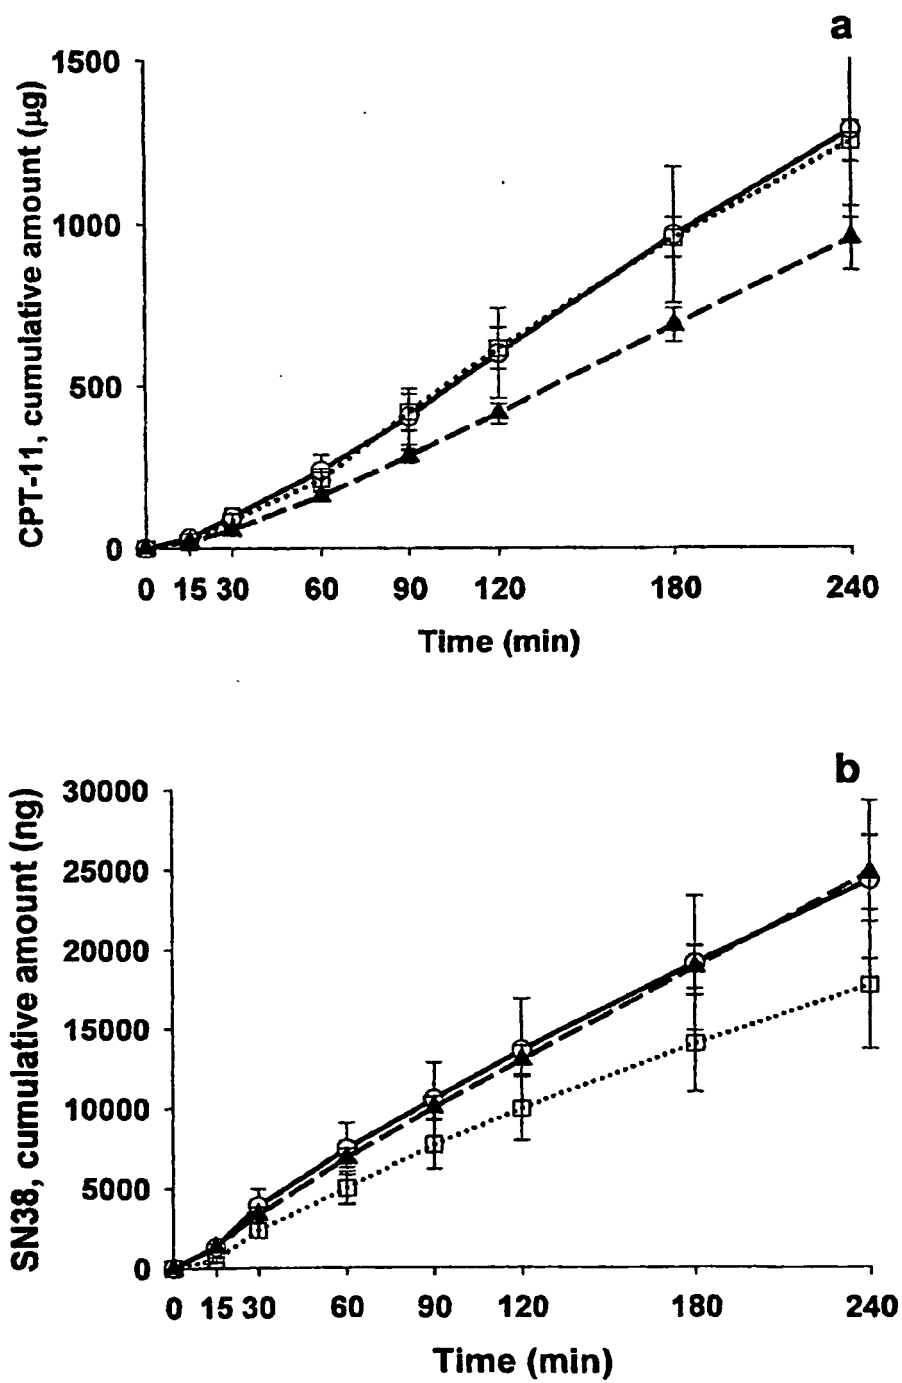 a
CPT-11, cumulative amount (µg)
1500
1000
500
0
0 15 30 60 90 120 180 240
Time (min)
b
SN38, cumulative amount (ng)
30000
25000
20000
15000
10000
5000
0
0 15 30 60 90 120 180 240
Time (min)